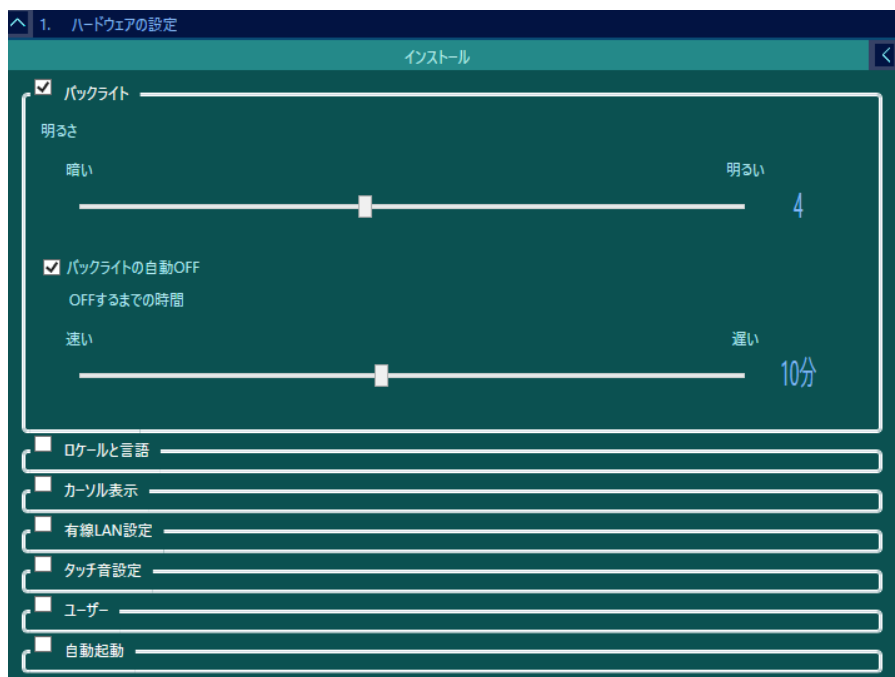 1. ハードウェアの設定
インストール
バックライト
明るさ
暗い 明るい
4
バックライトの自動OFF
OFFするまでの時間
速い 遅い
10分
ロケールと言語
カーソル表示
有線LAN設定
タッチ音設定
ユーザー
自動起動